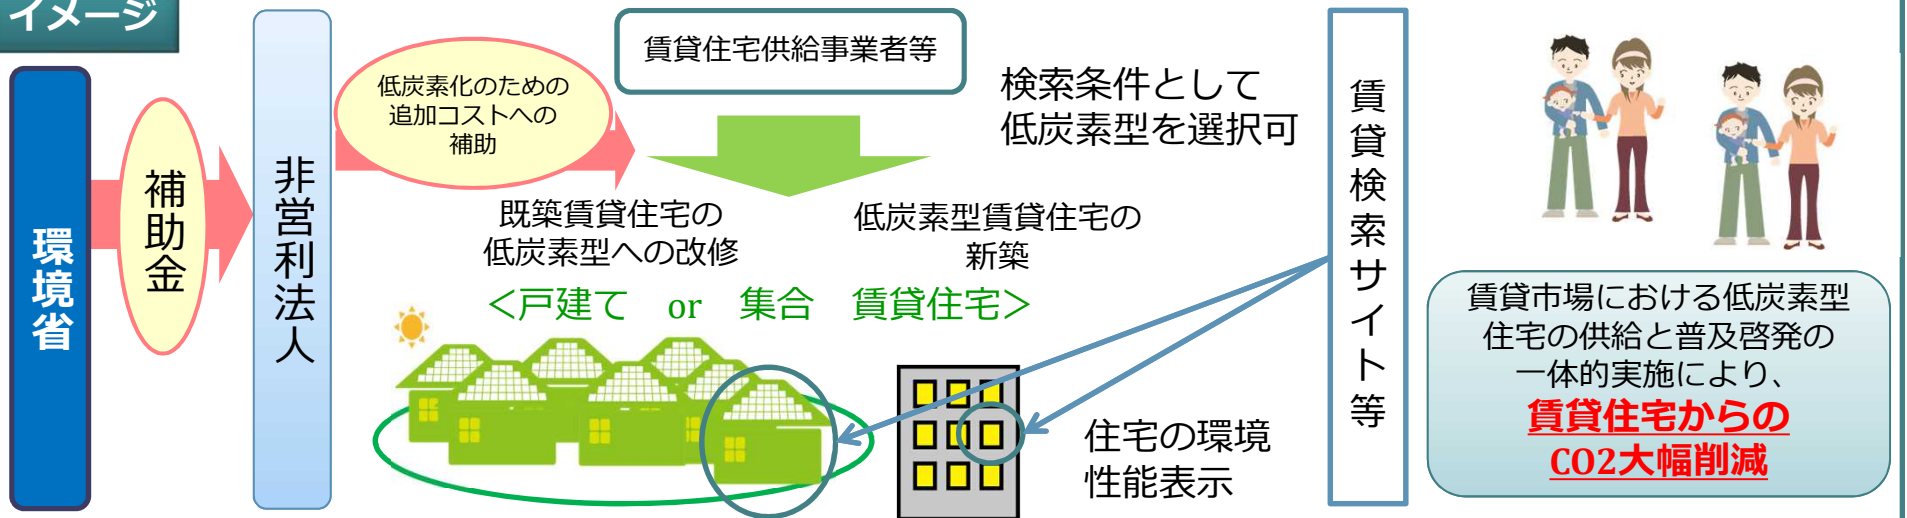 イメージ
環境省
補助金
非営利法人
低炭素化のための
追加コストへの
補助
賃貸住宅供給事業者等
検索条件として
低炭素型を選択可
既築賃貸住宅の
低炭素型への改修
低炭素型賃貸住宅の
新築
＜戸建て　or　集合　賃貸住宅＞
住宅の環境
性能表示
賃貸検索サイト等
賃貸市場における低炭素型
住宅の供給と普及啓発の
一体的実施により、
賃貸住宅からの
CO2大幅削減